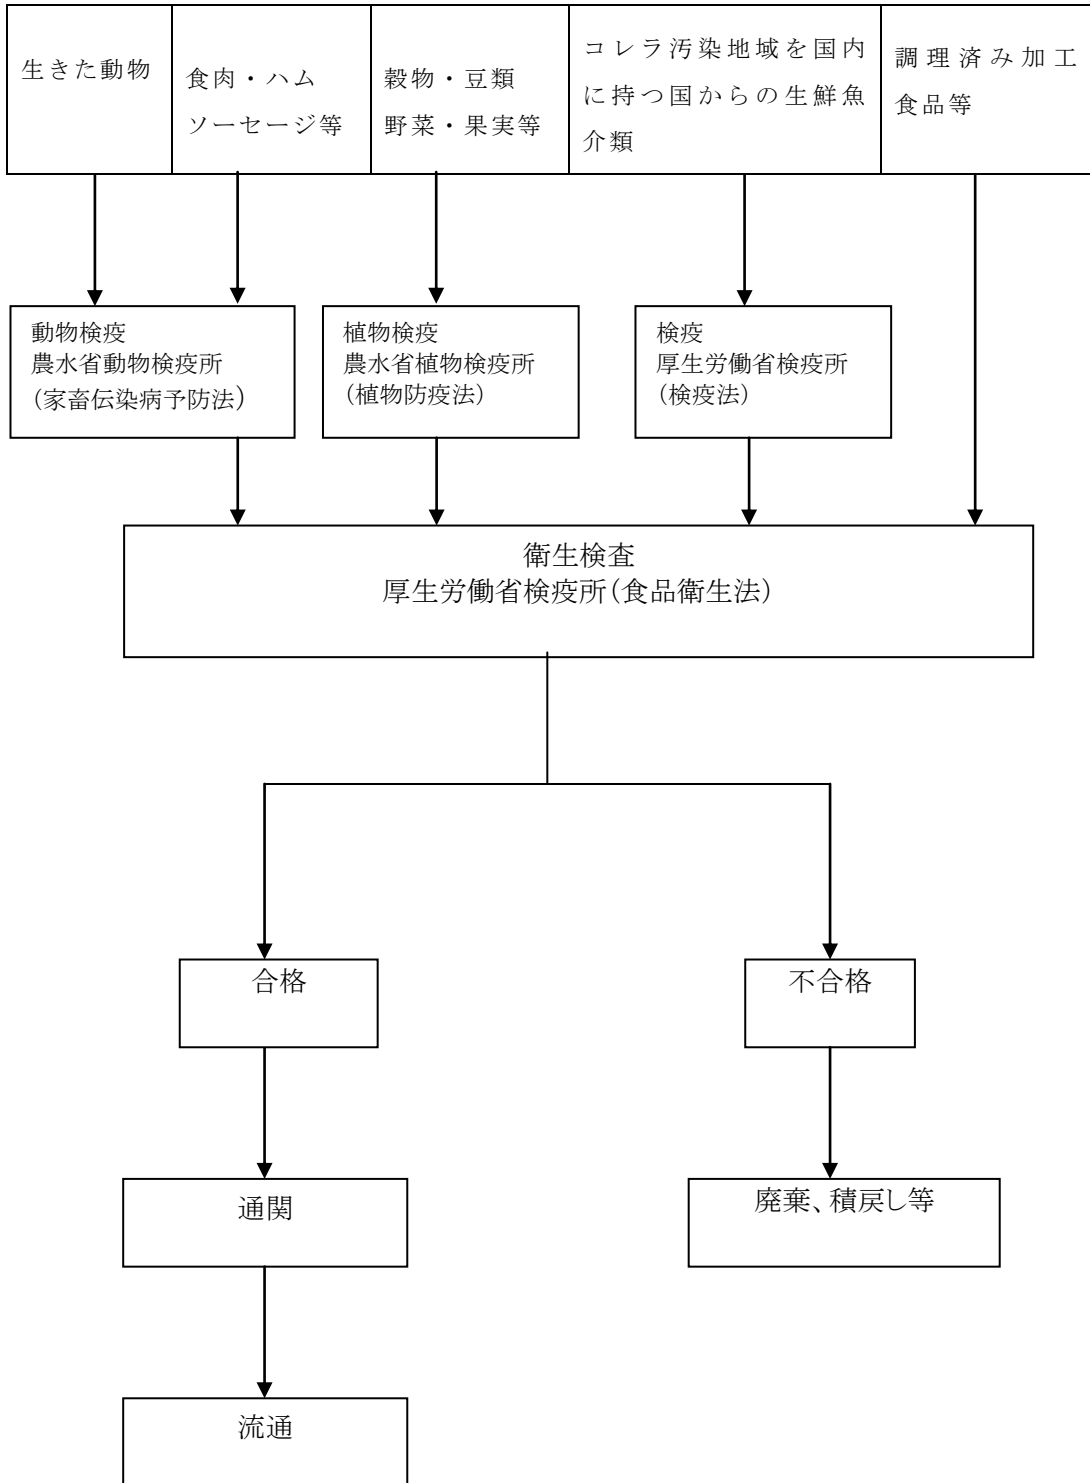 生きた動物
食肉・ハム
ソーセージ等
穀物・豆類
野菜・果実等
コレラ汚染地域を国内
に持つ国からの生鮮魚
介類
調理済み加工
食品等
動物検疫
農水省動物検疫所
(家畜伝染病予防法)
植物検疫
農水省植物検疫所
(植物防疫法)
検疫
厚生労働省検疫所
(検疫法)
衛生検査
厚生労働省検疫所(食品衛生法)
合格
不合格
通関
廃棄、積戻し等
流通